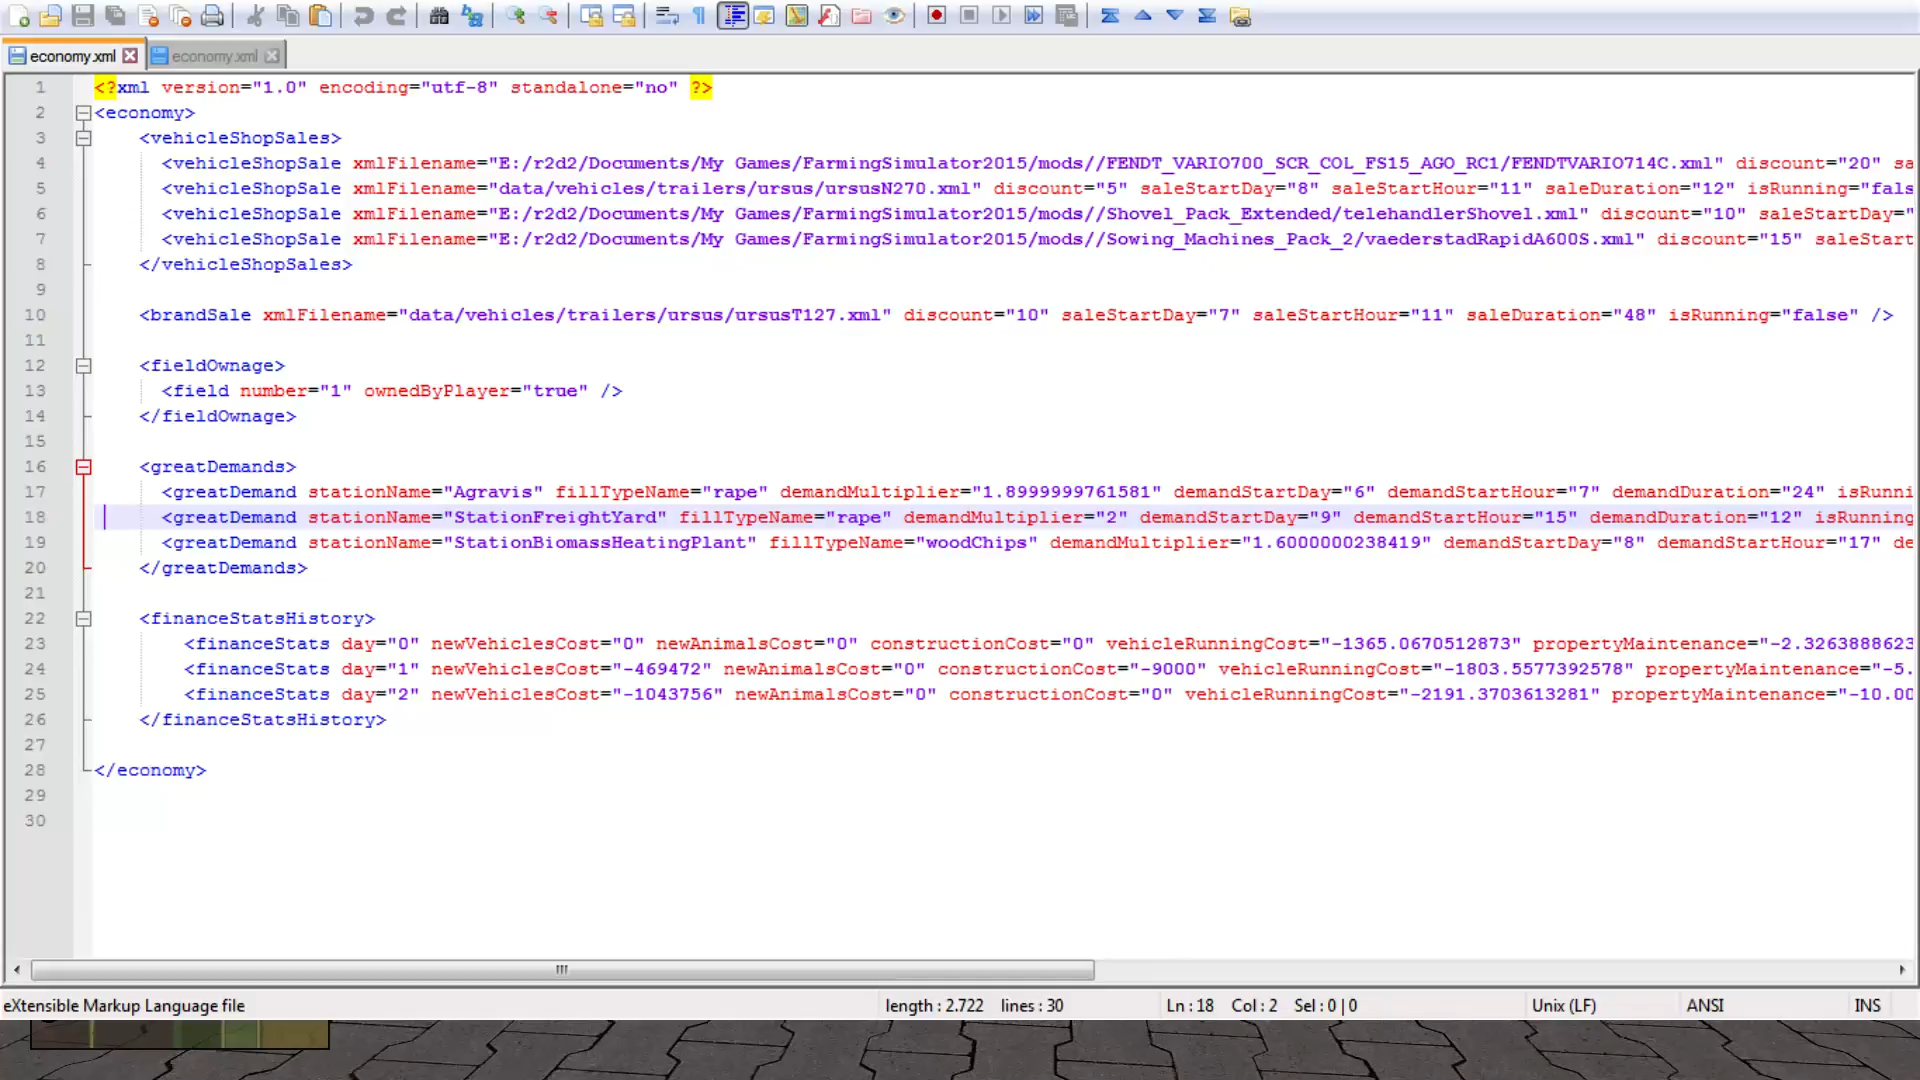 economy.xml economy.xml
1 <?xml version="1.0" encoding="utf-8" standalone="no" ?>
2 <economy>
3 <vehicleShopSales>
4 <vehicleShopSale xmlFilename="E:/r2d2/Documents/My Games/FarmingSimulator2015/mods//FENDT_VARIO700_SCR_COL_FS15_AGO_RC1/FENDTVARIO714C.xml" discount="20" sa
5 <vehicleShopSale xmlFilename="data/vehicles/trailers/ursus/ursusN270.xml" discount="5" saleStartDay="8" saleStartHour="11" saleDuration="12" isRunning="fals
6 <vehicleShopSale xmlFilename="E:/r2d2/Documents/My Games/FarmingSimulator2015/mods//Shovel_Pack_Extended/telehandlerShovel.xml" discount="10" saleStartDay="
7 <vehicleShopSale xmlFilename="E:/r2d2/Documents/My Games/FarmingSimulator2015/mods//Sowing_Machines_Pack_2/vaederstadRapidA600S.xml" discount="15" saleStart
8 </vehicleShopSales>
9
10 <brandSale xmlFilename="data/vehicles/trailers/ursus/ursusT127.xml" discount="10" saleStartDay="7" saleStartHour="11" saleDuration="48" isRunning="false" />
11
12 <fieldOwnage>
13 <field number="1" ownedByPlayer="true" />
14 </fieldOwnage>
15
16 <greatDemands>
17 <greatDemand stationName="Agravis" fillTypeName="rape" demandMultiplier="1.8999999761581" demandStartDay="6" demandStartHour="7" demandDuration="24" isRunni
18 <greatDemand stationName="StationFreightYard" fillTypeName="rape" demandMultiplier="2" demandStartDay="9" demandStartHour="15" demandDuration="12" isRunning
19 <greatDemand stationName="StationBiomassHeatingPlant" fillTypeName="woodChips" demandMultiplier="1.6000000238419" demandStartDay="8" demandStartHour="17" de
20 </greatDemands>
21
22 <financeStatsHistory>
23 <financeStats day="0" newVehiclesCost="0" newAnimalsCost="0" constructionCost="0" vehicleRunningCost="-1365.0670512873" propertyMaintenance="-2.3263888623
24 <financeStats day="1" newVehiclesCost="-469472" newAnimalsCost="0" constructionCost="-9000" vehicleRunningCost="-1803.5577392578" propertyMaintenance="-5.
25 <financeStats day="2" newVehiclesCost="-1043756" newAnimalsCost="0" constructionCost="0" vehicleRunningCost="-2191.3703613281" propertyMaintenance="-10.00
26 </financeStatsHistory>
27
28 </economy>
29
30
eXtensible Markup Language file length : 2.722 lines : 30 Ln : 18 Col : 2 Sel : 0 | 0 Unix (LF) ANSI INS